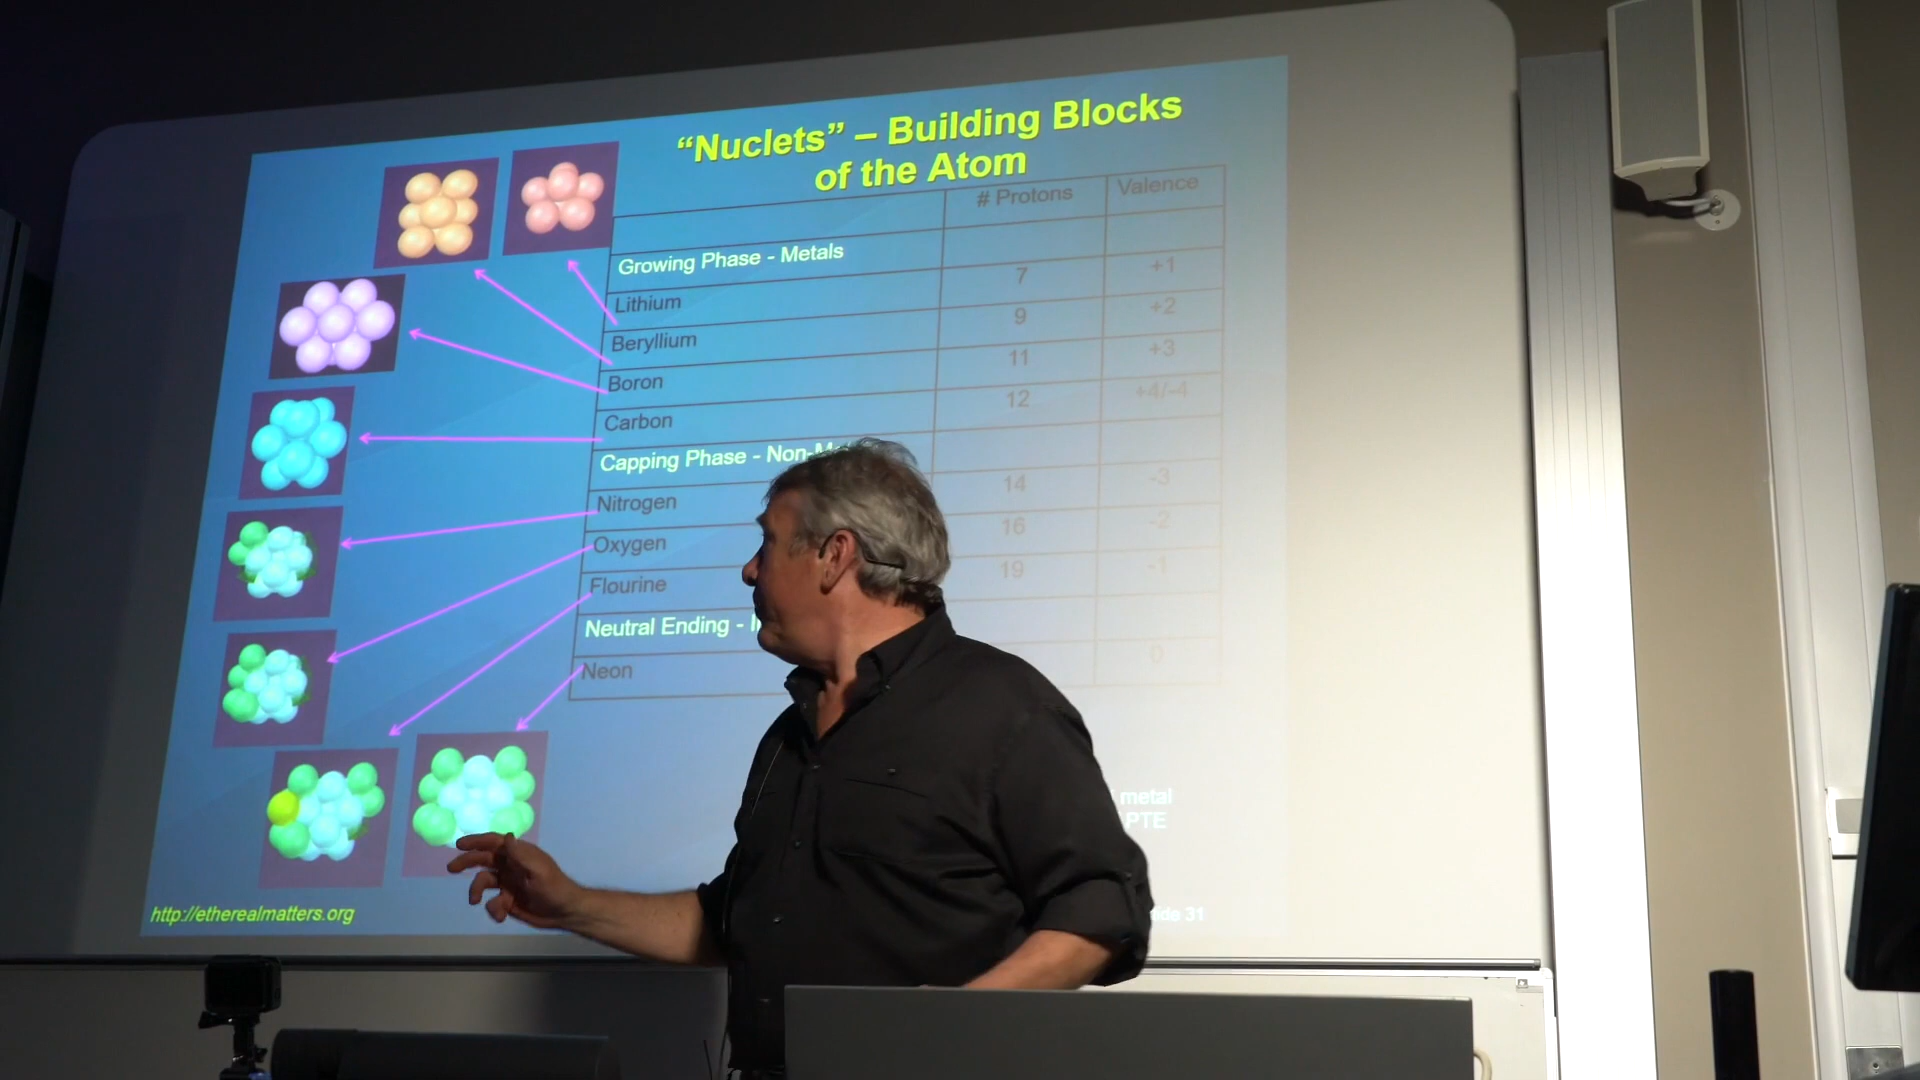 “Nuclets” – Building Blocks
of the Atom
# Protons Valence
Growing Phase - Metals
Lithium 7 +1
Beryllium 9 +2
Boron 11 +3
Carbon 12 +4/-4
Capping Phase - Non-
Nitrogen 14 -3
Oxygen 16 -2
Flourine 19 -1
Neutral Ending -
Neon 0
metal
PTE
http://etherealmatters.org
31